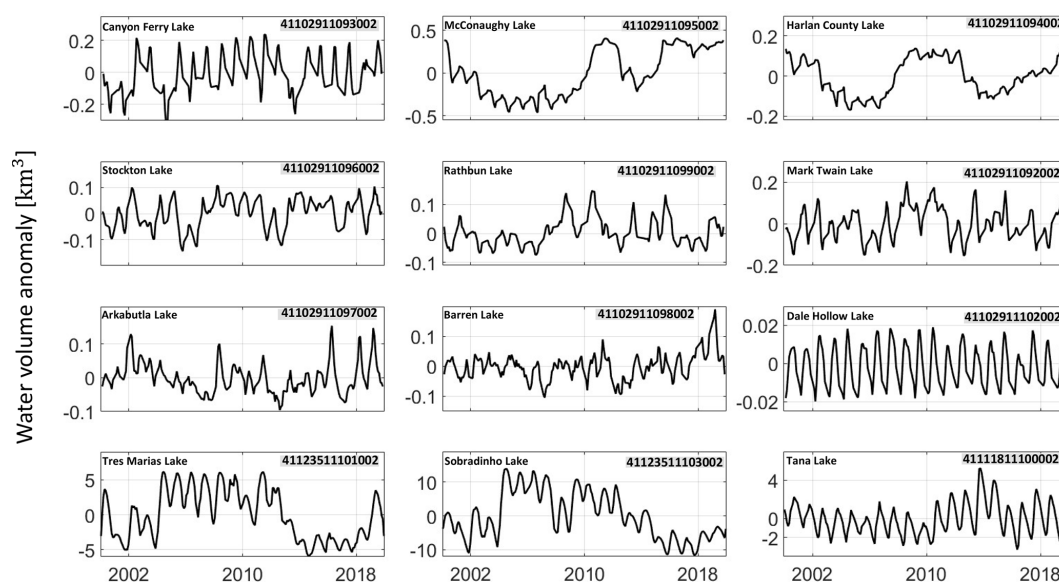 Water volume anomaly [km³]
Canyon Ferry Lake 41102911093002
0.2
0
-0.2
McConaughy Lake 41102911095002
0.5
0
-0.5
Harlan County Lake 41102911094002
0.2
0
-0.2
Stockton Lake 41102911096002
0.1
0
-0.1
Rathbun Lake 41102911099002
0.1
0
-0.1
Mark Twain Lake 41102911092002
0.2
0
-0.2
Arkabutla Lake 41102911097002
0.1
0
-0.1
Barren Lake 41102911098002
0.1
0
-0.1
Dale Hollow Lake 41102911102002
0.02
0
-0.02
Tres Marias Lake 41123511101002
5
0
-5
2002 2010 2018
Sobradinho Lake 41123511103002
10
0
-10
2002 2010 2018
Tana Lake 41111811100002
4
2
0
-2
2002 2010 2018